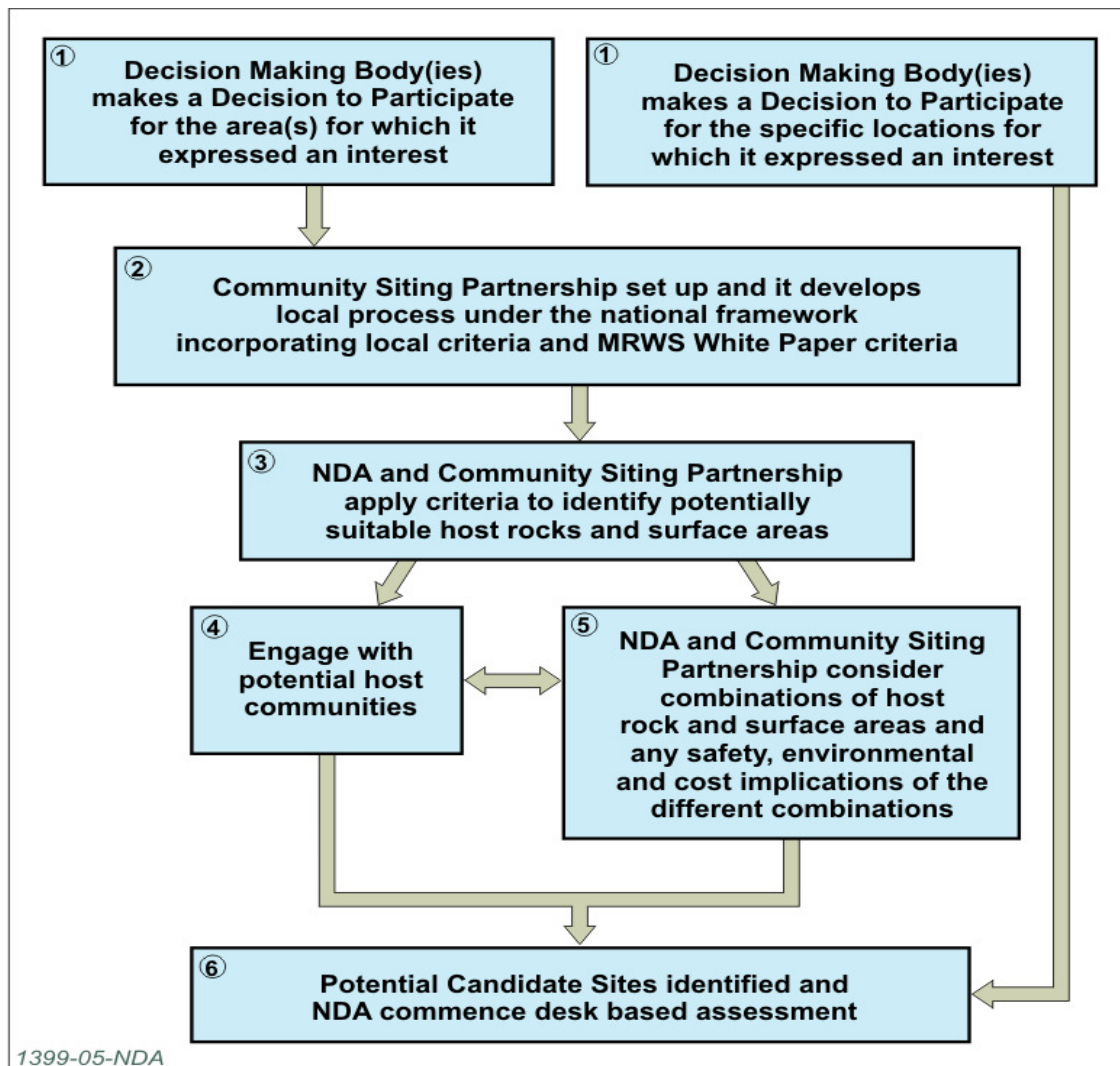 ①
Decision Making Body(ies)
makes a Decision to Participate
for the area(s) for which it
expressed an interest
①
Decision Making Body(ies)
makes a Decision to Participate
for the specific locations for
which it expressed an interest
②
Community Siting Partnership set up and it develops
local process under the national framework
incorporating local criteria and MRWS White Paper criteria
③
NDA and Community Siting Partnership
apply criteria to identify potentially
suitable host rocks and surface areas
④
Engage with
potential host
communities
⑤
NDA and Community Siting
Partnership consider
combinations of host
rock and surface areas and
any safety, environmental
and cost implications of the
different combinations
⑥
Potential Candidate Sites identified and
NDA commence desk based assessment
1399-05-NDA